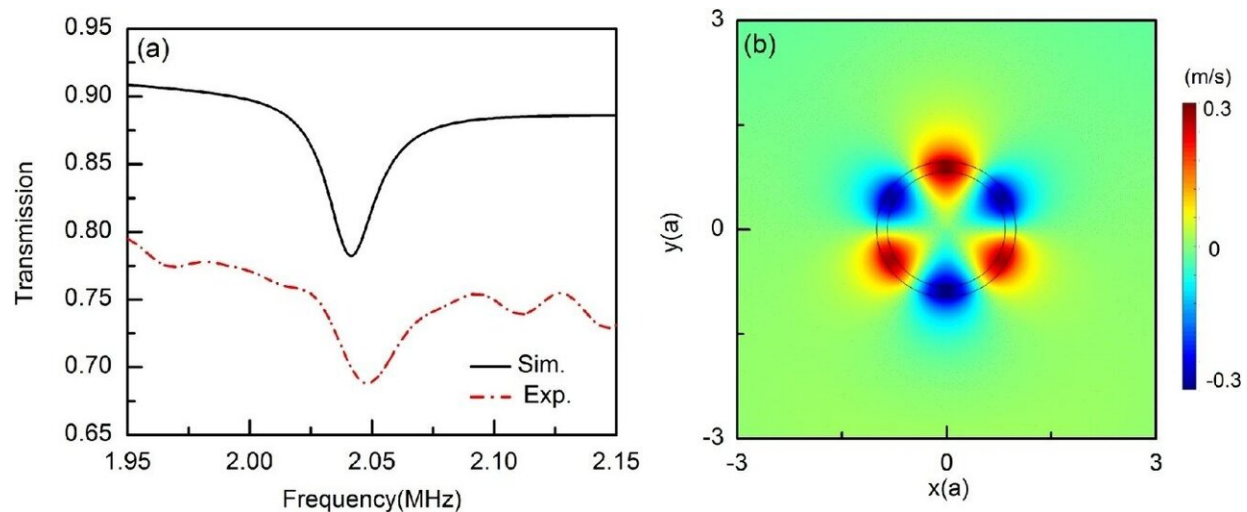 (a)
0.95
0.90
0.85
0.80
0.75
0.70
0.65
Transmission
Sim.
Exp.
1.95
2.00
2.05
2.10
2.15
Frequency(MHz)
(b)
3
0
-3
y(a)
-3
0
3
x(a)
(m/s)
0.3
0
-0.3